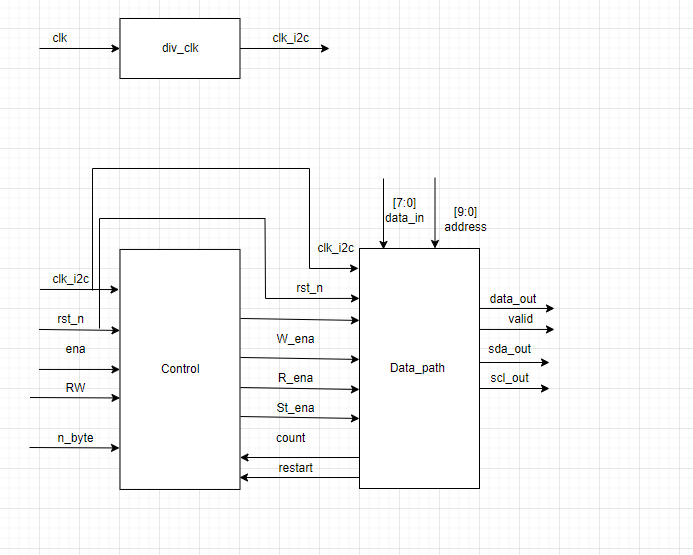 clk
div_clk
clk_i2c
[7:0]
data_in
[9:0]
address
clk_i2c
clk_i2c
rst_n
rst_n
ena
RW
n_byte
Control
W_ena
R_ena
St_ena
count
restart
Data_path
data_out
valid
sda_out
scl_out